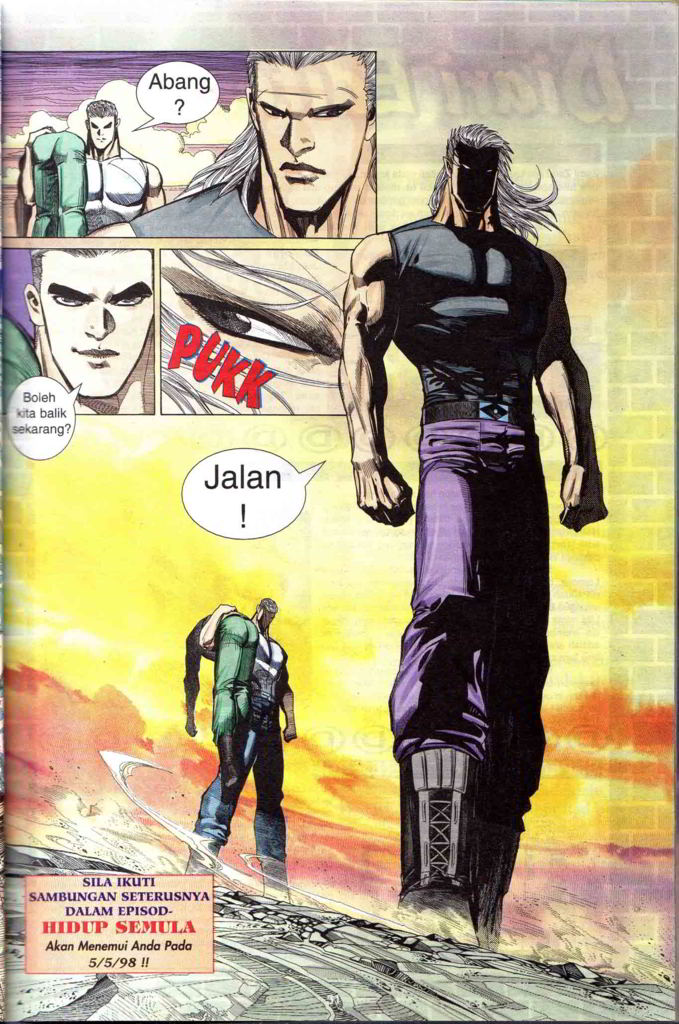 Abang
?
Boleh
kita balik
sekarang?
PUKK
Jalan
!
SILA IKUTI
SAMBUNGAN SETERUSNYA
DALAM EPISOD-
HIDUP SEMULA
Akan Menemui Anda Pada
5/5/98 !!